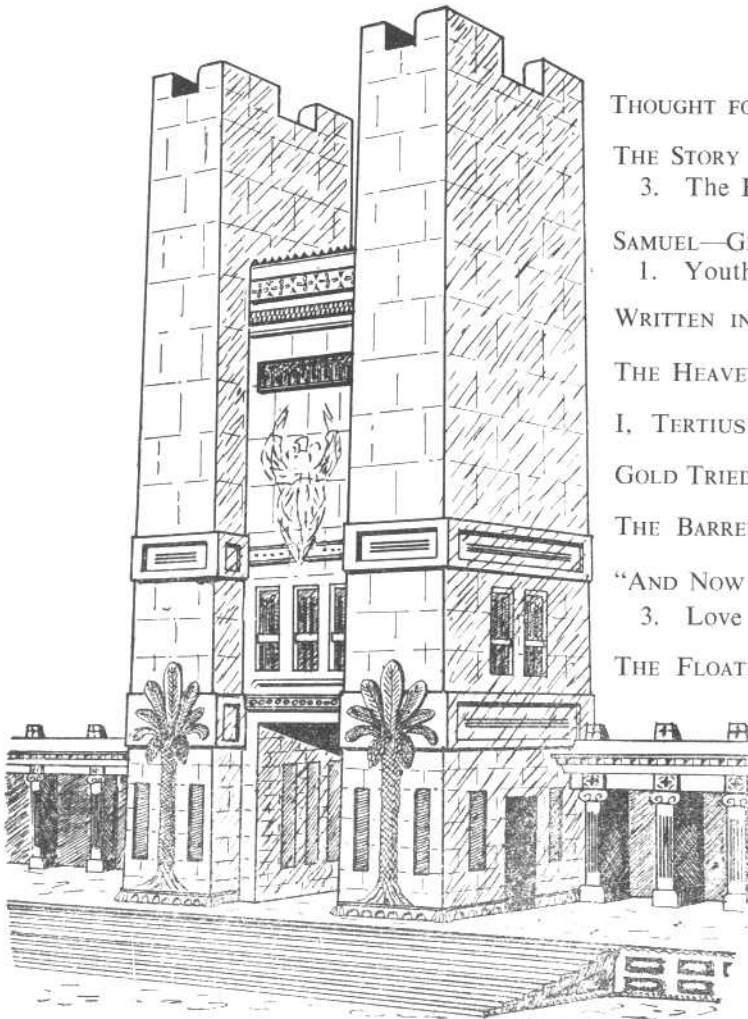 THOUGHT FO
THE STORY
3. The
SAMUEL—G
1. Youth
WRITTEN IN
THE HEAVE
I, TERTIUS
GOLD TRIED
THE BARRE
"AND NOW
3. Love
THE FLOAT